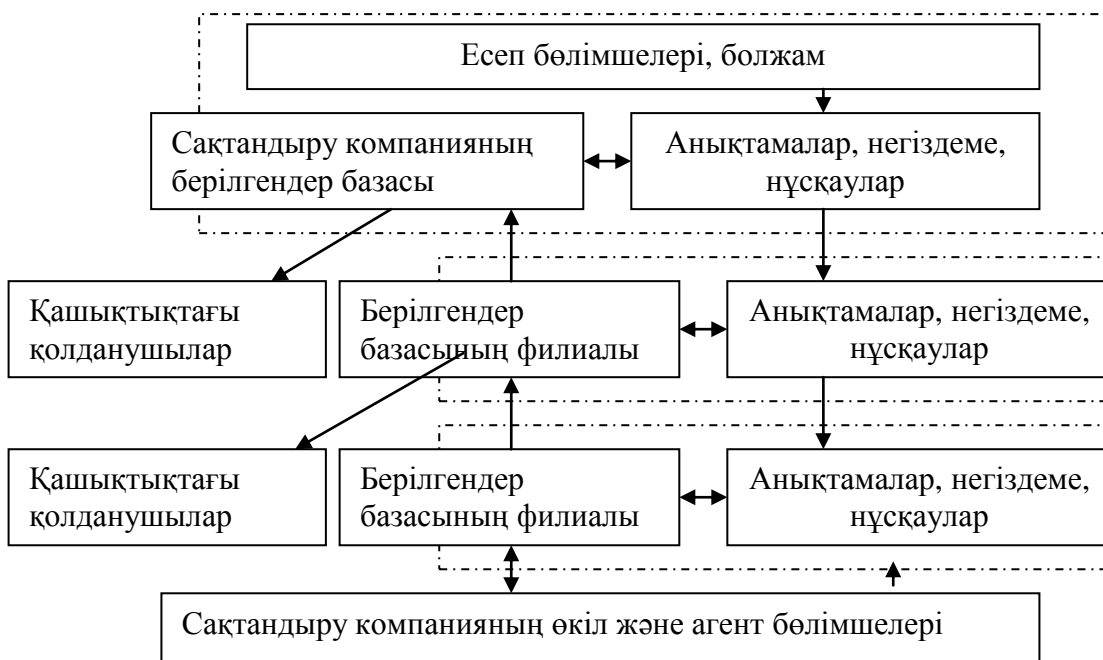 Есеп бөлімшелері, болжам
Сақтандыру компанияның
берілгендер базасы
Анықтамалар, негіздеме,
нұсқаулар
Қашықтықтағы
қолданушылар
Берілгендер
базасының филиалы
Анықтамалар, негіздеме,
нұсқаулар
Қашықтықтағы
қолданушылар
Берілгендер
базасының филиалы
Анықтамалар, негіздеме,
нұсқаулар
Сақтандыру компанияның өкіл және агент бөлімшелері